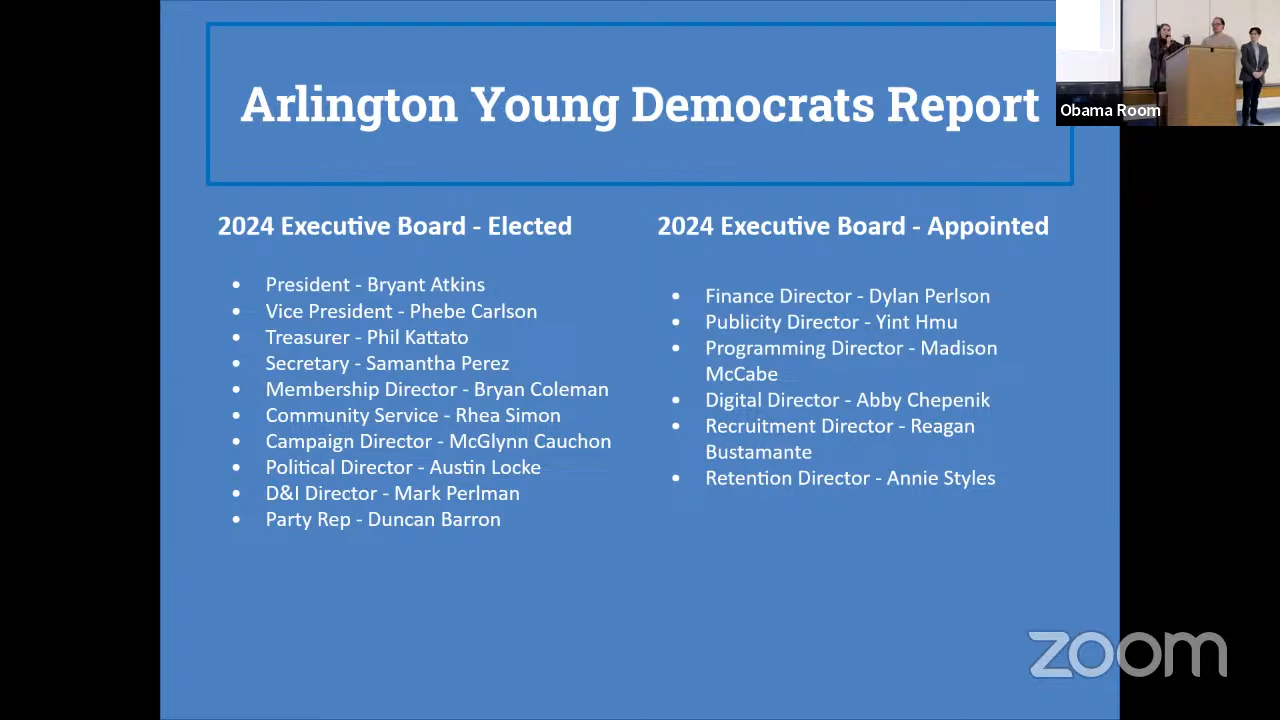 Arlington Young Democrats Report
Obama Room
2024 Executive Board - Elected
President - Bryant Atkins
Vice President - Phebe Carlson
Treasurer - Phil Kattato
Secretary - Samantha Perez
Membership Director - Bryan Coleman
Community Service - Rhea Simon
Campaign Director - McGlynn Cauchon
Political Director - Austin Locke
D&I Director - Mark Perlman
Party Rep - Duncan Barron
2024 Executive Board - Appointed
Finance Director - Dylan Perlson
Publicity Director - Yint Hmu
Programming Director - Madison
McCabe
Digital Director - Abby Chepenik
Recruitment Director - Reagan
Bustamante
Retention Director - Annie Styles
zoom